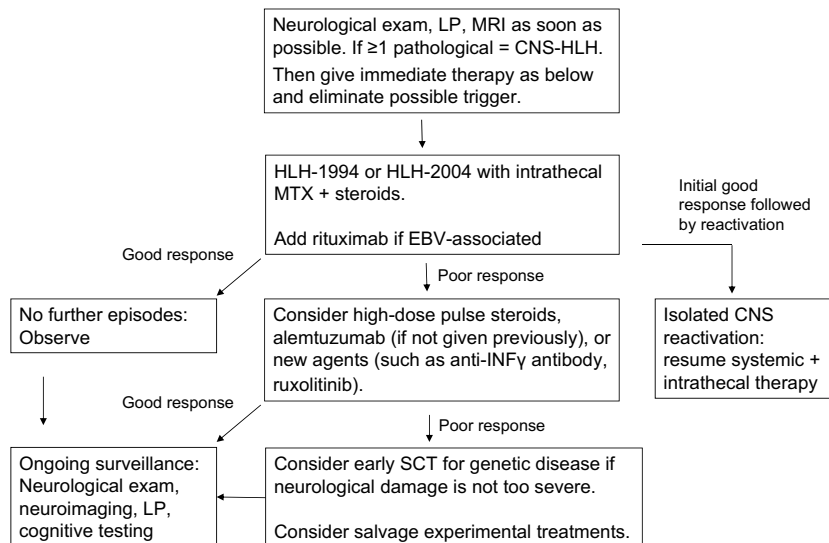 Neurological exam, LP, MRI as soon as
possible. If ≥1 pathological = CNS-HLH.
Then give immediate therapy as below
and eliminate possible trigger.
HLH-1994 or HLH-2004 with intrathecal
MTX + steroids.
Add rituximab if EBV-associated
Initial good
response followed
by reactivation
Good response
Poor response
No further episodes:
Observe
Consider high-dose pulse steroids,
alemtuzumab (if not given previously), or
new agents (such as anti-INFγ antibody,
ruxolitinib).
Isolated CNS
reactivation:
resume systemic +
intrathecal therapy
Good response
Poor response
Ongoing surveillance:
Neurological exam,
neuroimaging, LP,
cognitive testing
Consider early SCT for genetic disease if
neurological damage is not too severe.
Consider salvage experimental treatments.